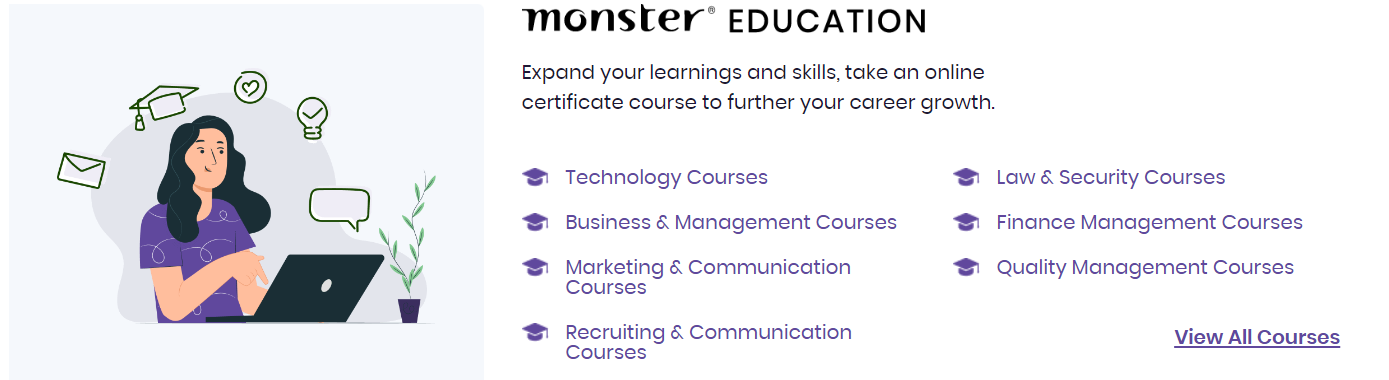 monster® EDUCATION
Expand your learnings and skills, take an online
certificate course to further your career growth.
Technology Courses
Business & Management Courses
Marketing & Communication
Courses
Recruiting & Communication
Courses
Law & Security Courses
Finance Management Courses
Quality Management Courses
View All Courses